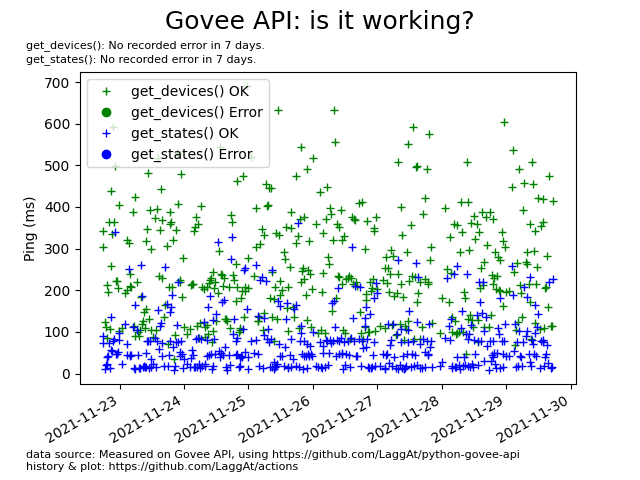 Govee API: is it working?
get_devices(): No recorded error in 7 days.
get_states(): No recorded error in 7 days.
700
600
500
400
300
200
100
0
Ping (ms)
get_devices() OK
get_devices() Error
get_states() OK
get_states() Error
2021-11-23
2021-11-24
2021-11-25
2021-11-26
2021-11-27
2021-11-28
2021-11-29
2021-11-30
data source: Measured on Govee API, using https://github.com/LaggAt/python-govee-api
history & plot: https://github.com/LaggAt/actions